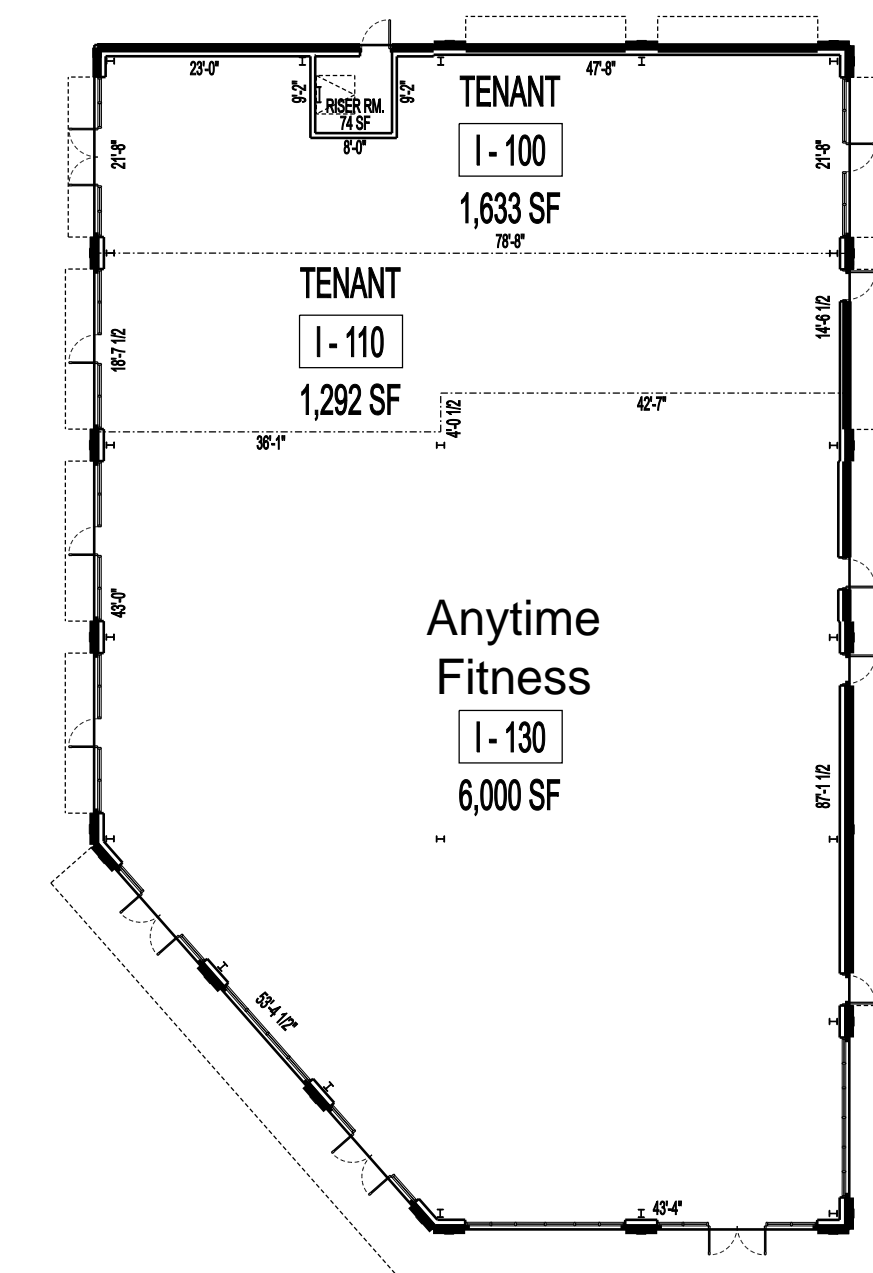 23'-0"
47'-8"
9'-2"
9'-2"
RISER RM.
74 SF
8'-0"
TENANT
I - 100
1,633 SF
21'-8"
21'-8"
78'-8"
TENANT
I - 110
1,292 SF
18'-7 1/2
14'-6 1/2
42'-7"
4'-0 1/2
36'-1"
43'-0"
Anytime
Fitness
I - 130
6,000 SF
87'-1 1/2
53'-4 1/2"
43'-4"